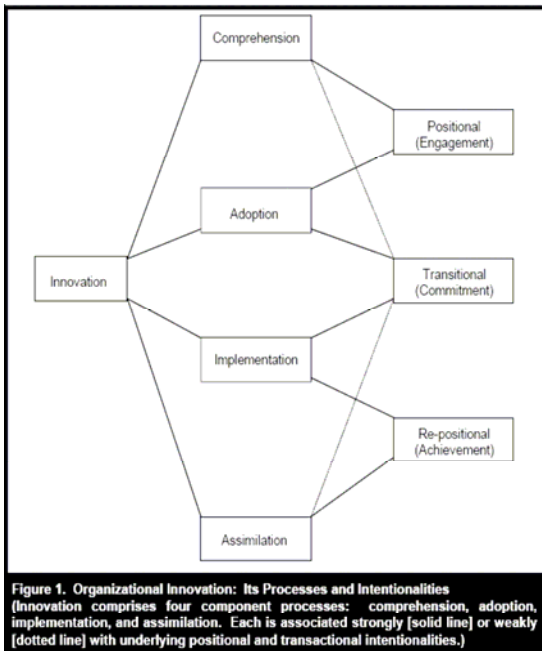 Comprehension
Positional
(Engagement)
Adoption
Innovation
Transitional
(Commitment)
Implementation
Re-positional
(Achievement)
Assimilation
Figure 1. Organizational Innovation: Its Processes and Intentionalities
(Innovation comprises four component processes: comprehension, adoption,
implementation, and assimilation. Each is associated strongly [solid line] or weakly
[dotted line] with underlying positional and transactional intentionalities.)